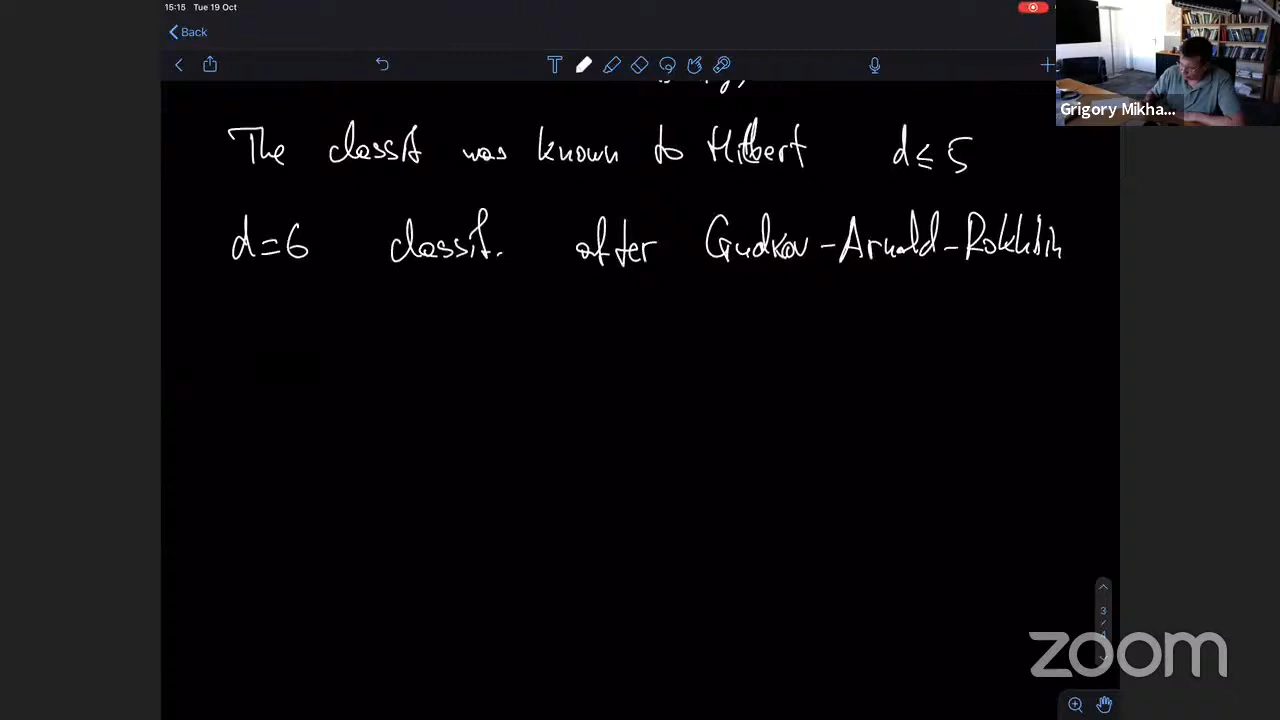 15:15 Tue 19 Oct
Back
Grigory Mikha...
The classif. was known to Hilbert d ≤ 5
d=6 classif. after Gudkov-Arnold-Rokhlin
3
zoom